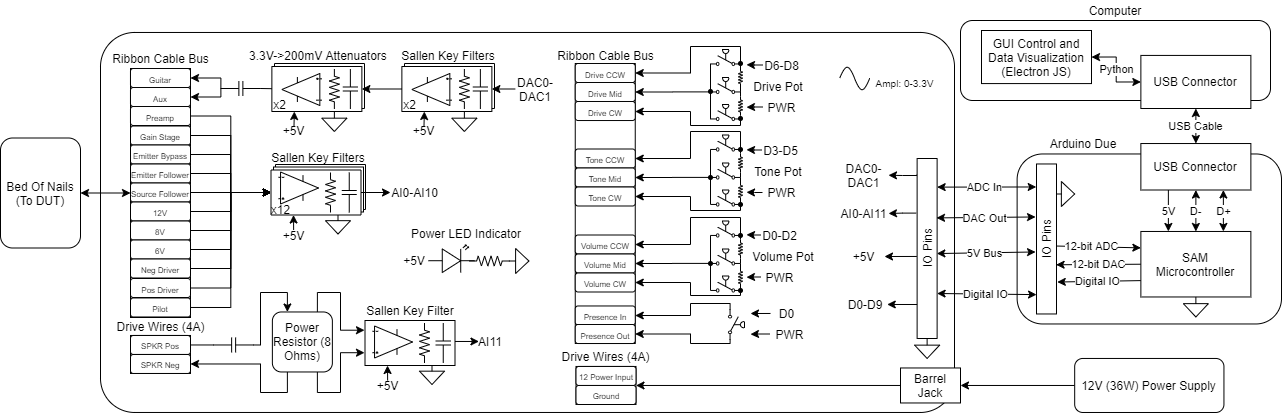 Computer
GUI Control and
Data Visualization
(Electron JS)
Python
USB Connector
USB Cable
Arduino Due
USB Connector
5V
D-
D+
SAM
Microcontroller
12-bit ADC
12-bit DAC
Digital IO
IO Pins
ADC In
DAC Out
5V Bus
Digital IO
IO Pins
Ampl: 0-3.3V
DAC0-
DAC1
AI0-AI11
+5V
D0-D9
Bed Of Nails
(To DUT)
Ribbon Cable Bus
Guitar
Aux
Preamp
Gain Stage
Emitter Bypass
Emitter Follower
Source Follower
12V
8V
6V
Neg Driver
Pos Driver
Pilot
Drive Wires (4A)
SPKR Pos
SPKR Neg
3.3V->200mV Attenuators
x2
+5V
Sallen Key Filters
x2
+5V
DAC0-
DAC1
Sallen Key Filters
x12
+5V
AI0-AI10
Power LED Indicator
+5V
Power
Resistor (8
Ohms)
Sallen Key Filter
+5V
AI11
Ribbon Cable Bus
Drive CCW
Drive Mid
Drive CW
Tone CCW
Tone Mid
Tone CW
Volume CCW
Volume Mid
Volume CW
Presence In
Presence Out
D6-D8
Drive Pot
PWR
D3-D5
Tone Pot
PWR
D0-D2
Volume Pot
PWR
D0
PWR
Drive Wires (4A)
12 Power Input
Ground
Barrel
Jack
12V (36W) Power Supply